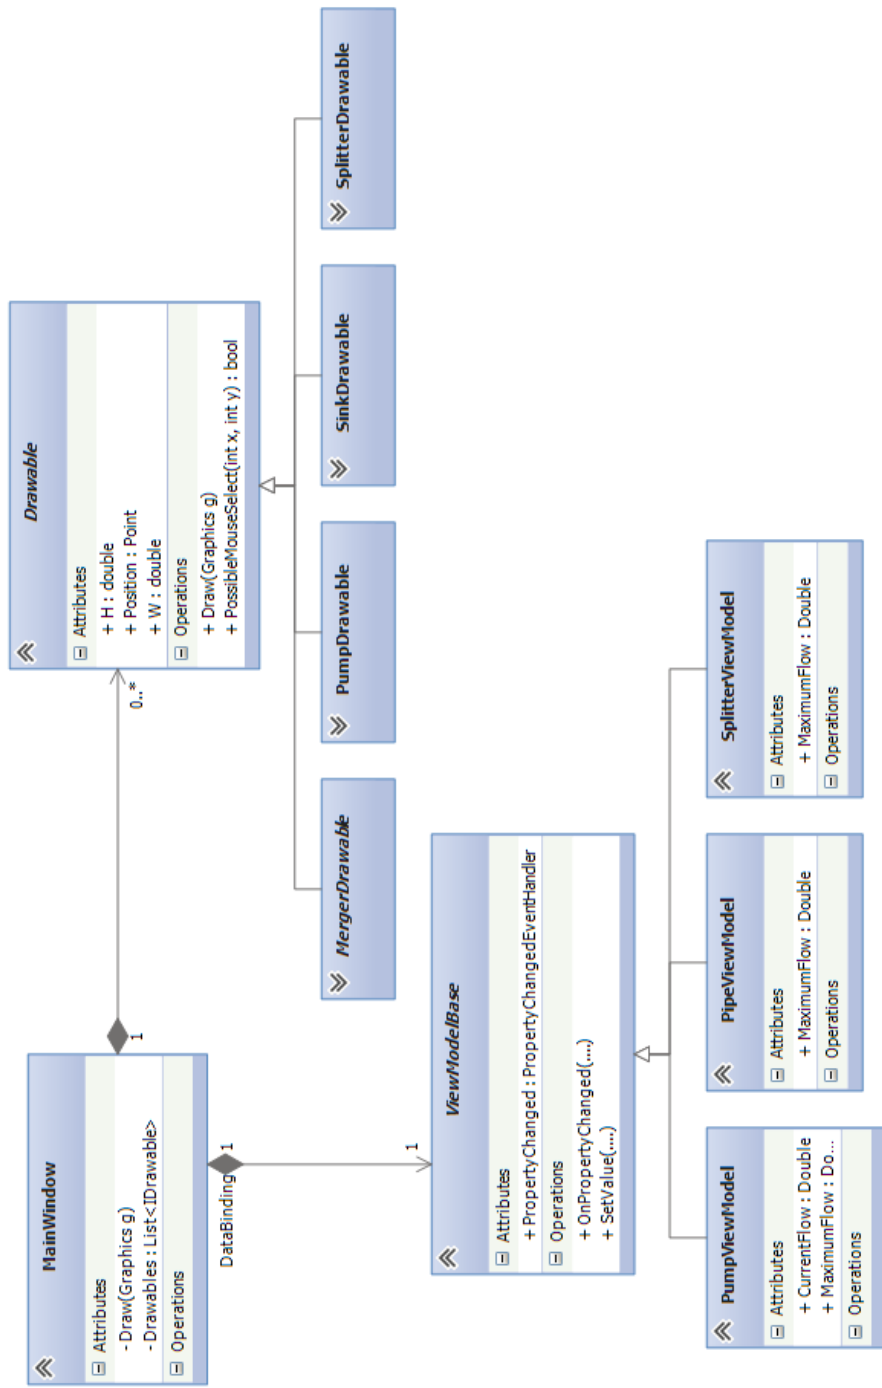 MainWindow
Attributes
- Draw(Graphics g)
- Drawables : List<IDrawable>
Operations
1
0..*
Drawable
Attributes
+ H : double
+ Position : Point
+ W : double
Operations
+ Draw(Graphics g)
+ PossibleMouseSelect(int x, int y) : bool
DataBinding
1
1
MergerDrawable
PumpDrawable
SinkDrawable
SplitterDrawable
ViewModelBase
Attributes
+ PropertyChanged : PropertyChangedEventHandler
Operations
+ OnPropertyChanged(....)
+ SetValue(....)
PumpViewModel
Attributes
+ CurrentFlow : Double
+ MaximumFlow : Do...
Operations
PipeViewModel
Attributes
+ MaximumFlow : Double
Operations
SplitterViewModel
Attributes
+ MaximumFlow : Double
Operations